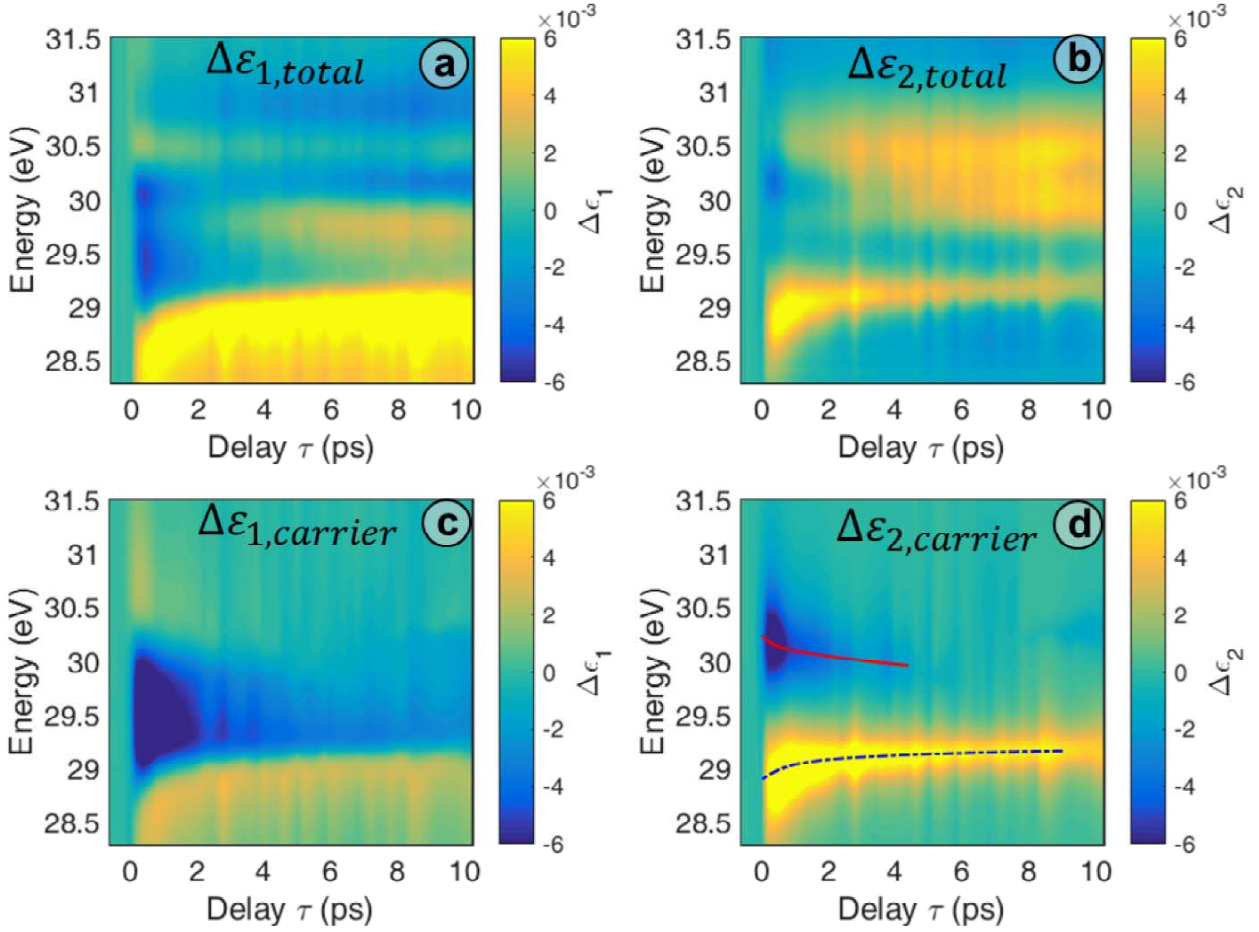 ×10⁻³
×10⁻³
31.5
31
30.5
30
29.5
29
28.5
Energy (eV)
Δε₁,total
a
0 2 4 6 8 10
Delay τ (ps)
6
4
2
0
-2
-4
-6
Δϵ₁
31.5
31
30.5
30
29.5
29
28.5
Energy (eV)
Δε₂,total
b
0 2 4 6 8 10
Delay τ (ps)
6
4
2
0
-2
-4
-6
Δϵ₂
×10⁻³
×10⁻³
31.5
31
30.5
30
29.5
29
28.5
Energy (eV)
Δε₁,carrier
c
0 2 4 6 8 10
Delay τ (ps)
6
4
2
0
-2
-4
-6
Δϵ₁
31.5
31
30.5
30
29.5
29
28.5
Energy (eV)
Δε₂,carrier
d
0 2 4 6 8 10
Delay τ (ps)
6
4
2
0
-2
-4
-6
Δϵ₂